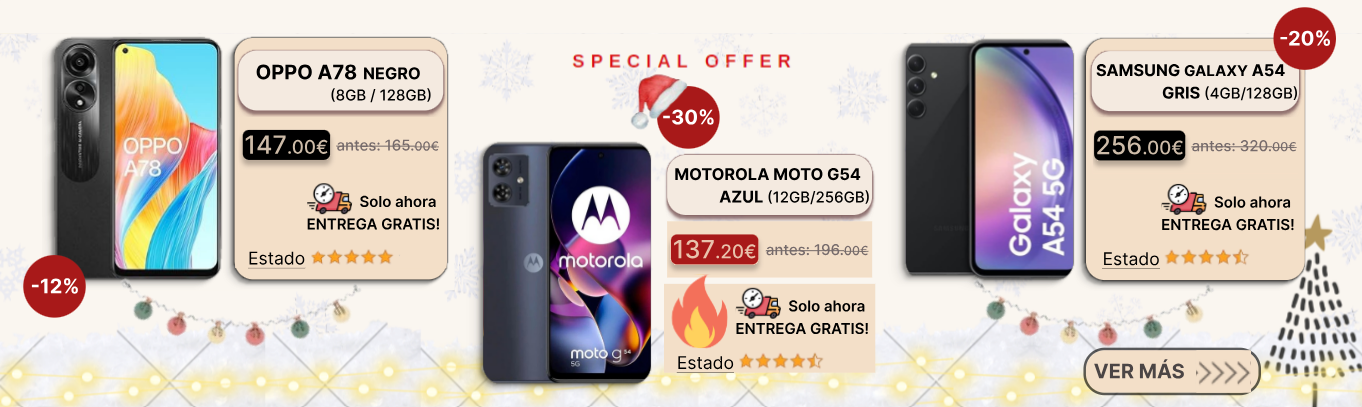 OPPO A78 NEGRO
(8GB / 128GB)
147.00€ antes: 165.00€
Solo ahora
ENTREGA GRATIS!
Estado
-12%
OPPO
A78
SPECIAL OFFER
-30%
MOTOROLA MOTO G54
AZUL (12GB/256GB)
137.20€ antes: 196.00€
Solo ahora
ENTREGA GRATIS!
Estado
motorola
moto g54
5G
-20%
SAMSUNG GALAXY A54
GRIS (4GB/128GB)
256.00€ antes: 320.00€
Solo ahora
ENTREGA GRATIS!
Estado
Galaxy
A54 5G
VER MÁS